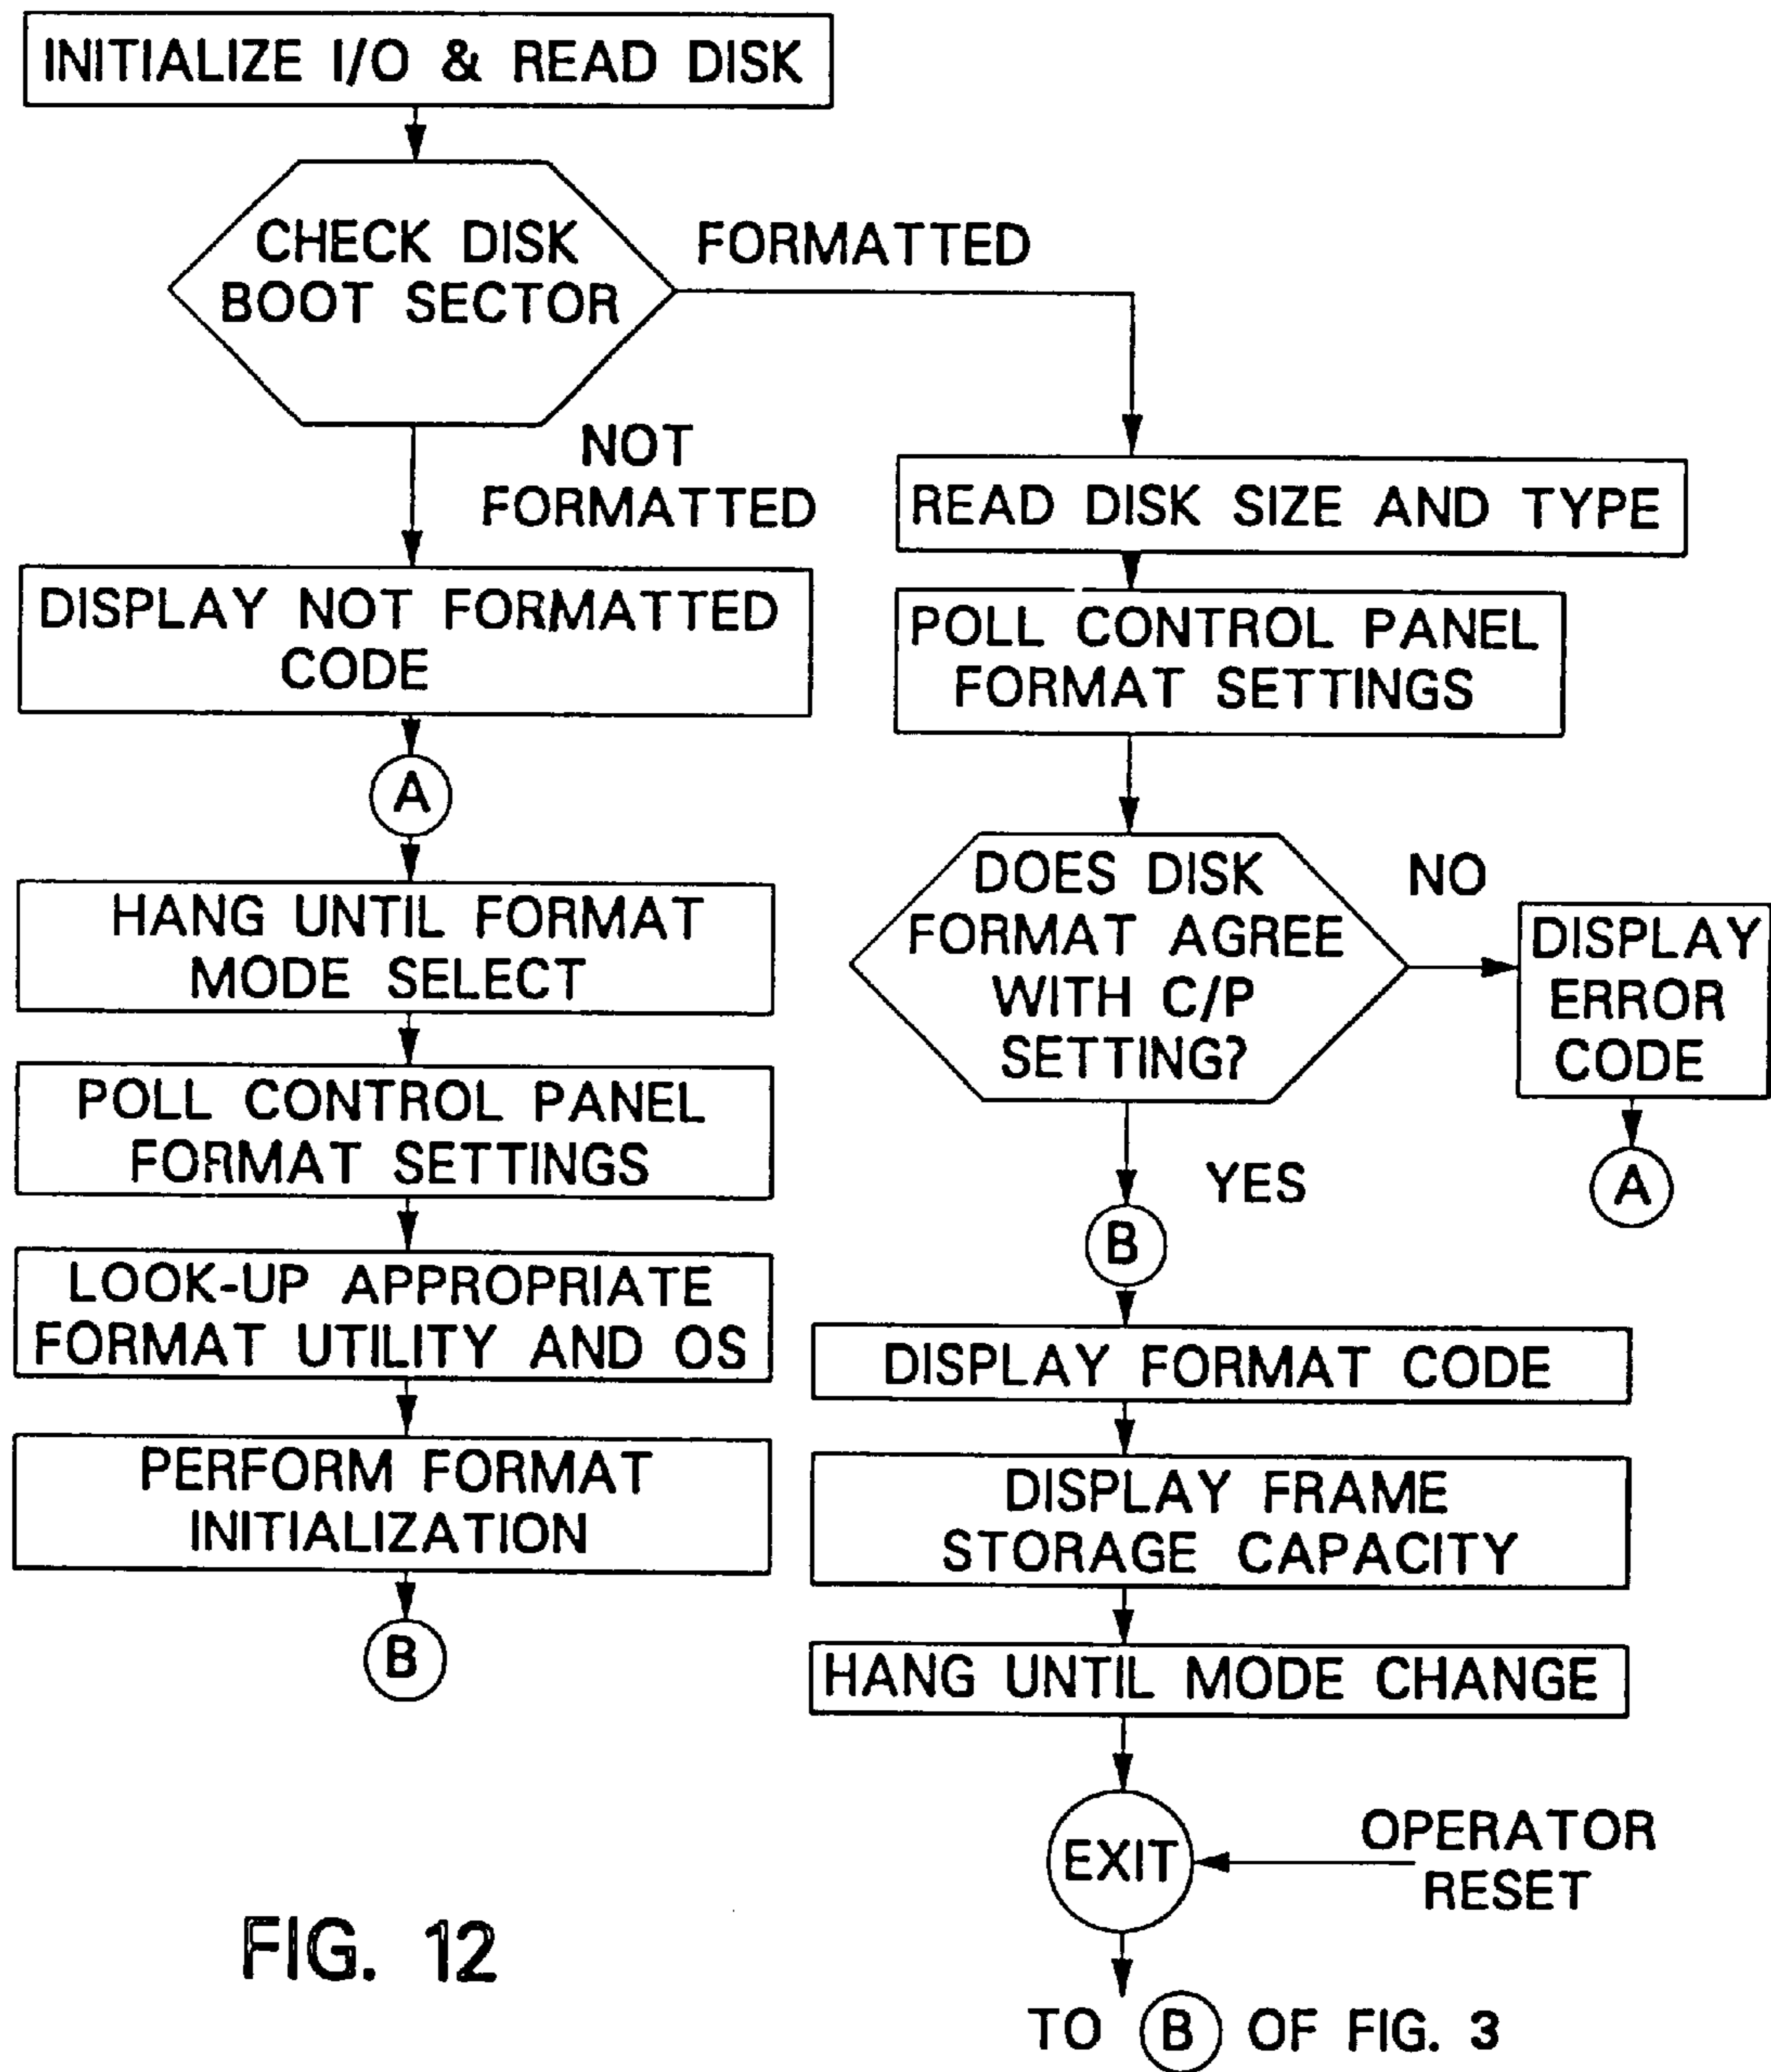 INITIALIZE I/O & READ DISK
CHECK DISK
BOOT SECTOR
FORMATTED
NOT
FORMATTED
DISPLAY NOT FORMATTED
CODE
A
HANG UNTIL FORMAT
MODE SELECT
POLL CONTROL PANEL
FORMAT SETTINGS
LOOK-UP APPROPRIATE
FORMAT UTILITY AND OS
PERFORM FORMAT
INITIALIZATION
B
READ DISK SIZE AND TYPE
POLL CONTROL PANEL
FORMAT SETTINGS
DOES DISK
FORMAT AGREE
WITH C/P
SETTING?
NO
DISPLAY
ERROR
CODE
A
YES
B
DISPLAY FORMAT CODE
DISPLAY FRAME
STORAGE CAPACITY
HANG UNTIL MODE CHANGE
EXIT
OPERATOR
RESET
TO B OF FIG. 3
FIG. 12